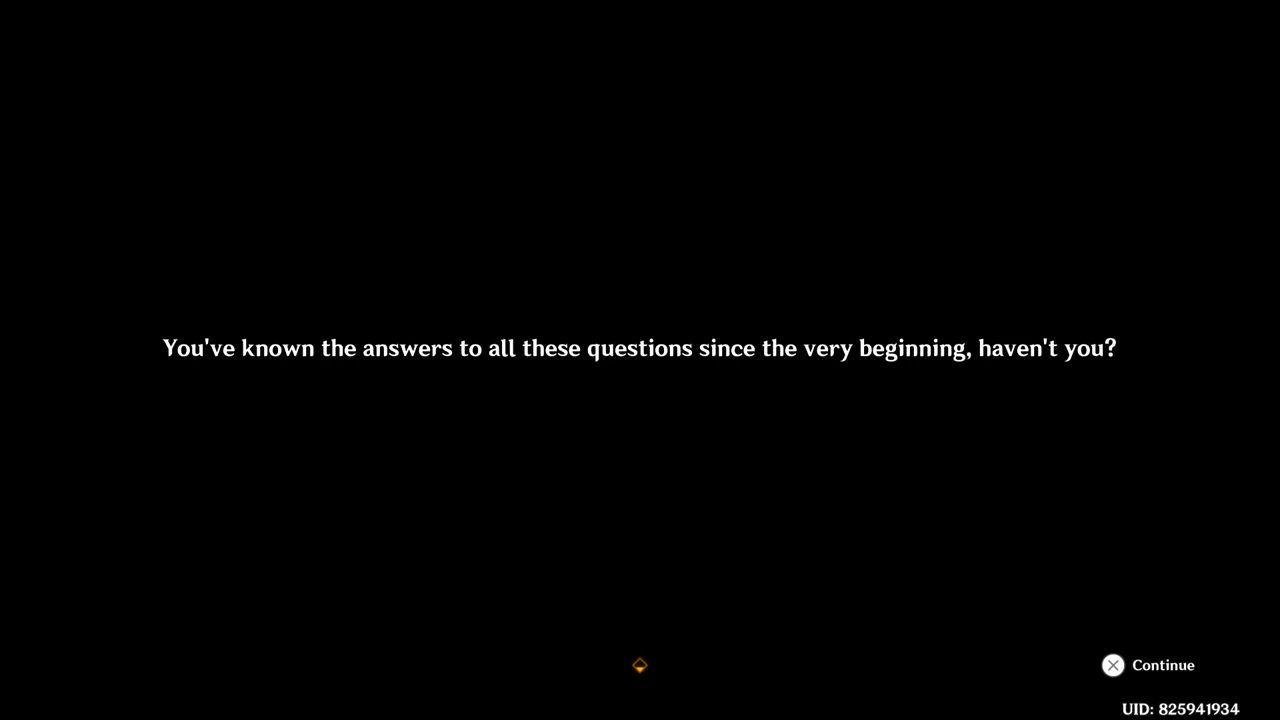 You've known the answers to all these questions since the very beginning, haven't you?
Continue
UID: 825941934